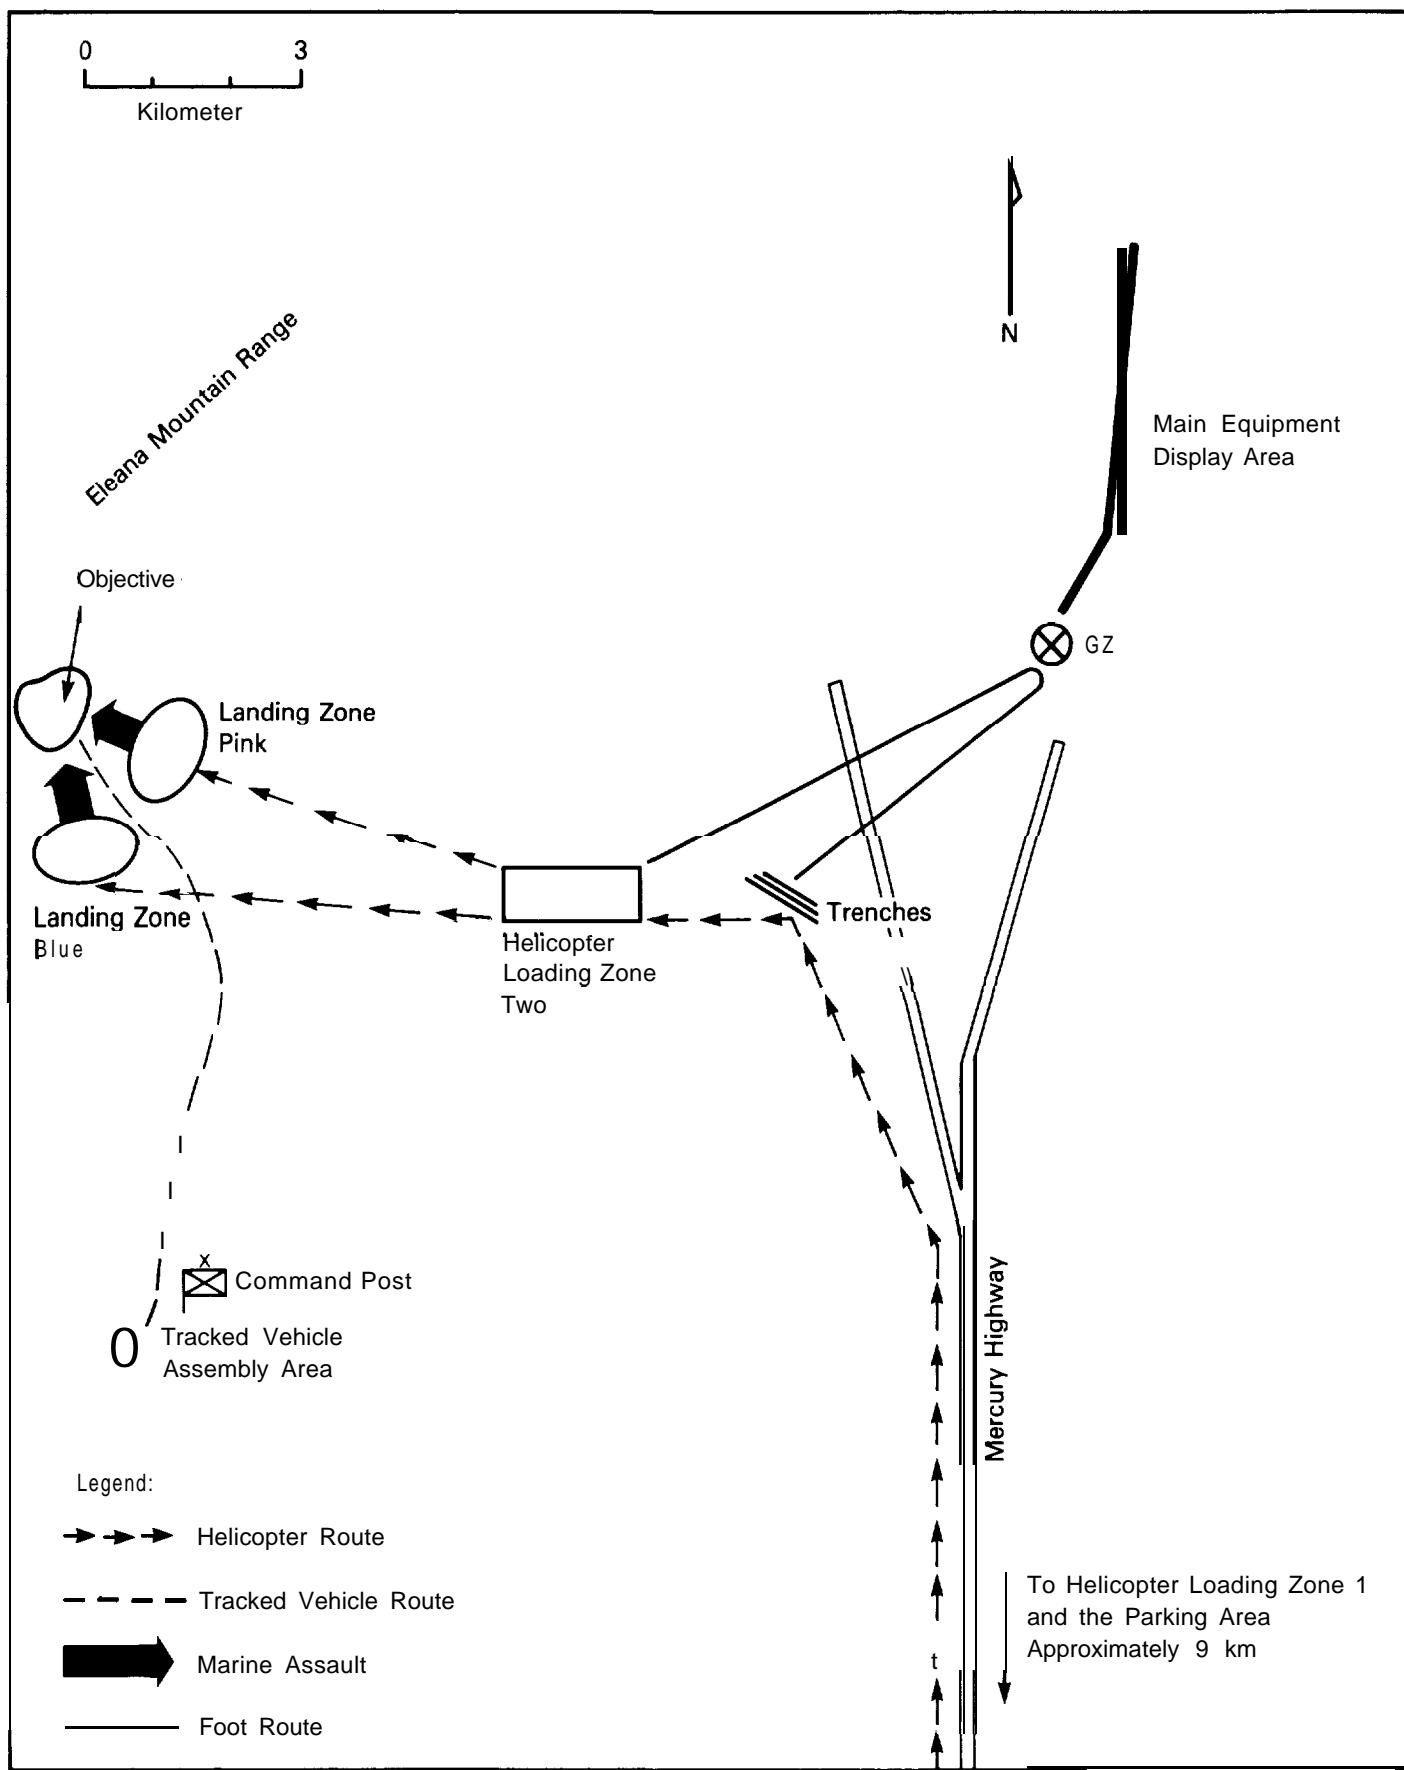 0 3
Kilometer
N
Eleana Mountain Range
Main Equipment
Display Area
Objective
GZ
Landing Zone
Pink
Landing Zone
Blue
Trenches
Helicopfer
Loading Zone
Two
X
Command Post
O Tracked Vehicle
Assembly Area
Mercury Highway
Legend:
Helicopter Route
Tracked Vehicle Route
Marine Assault
Foot Route
To Helicopter Loading Zone 1
and the Parking Area
Approximately 9 km
t